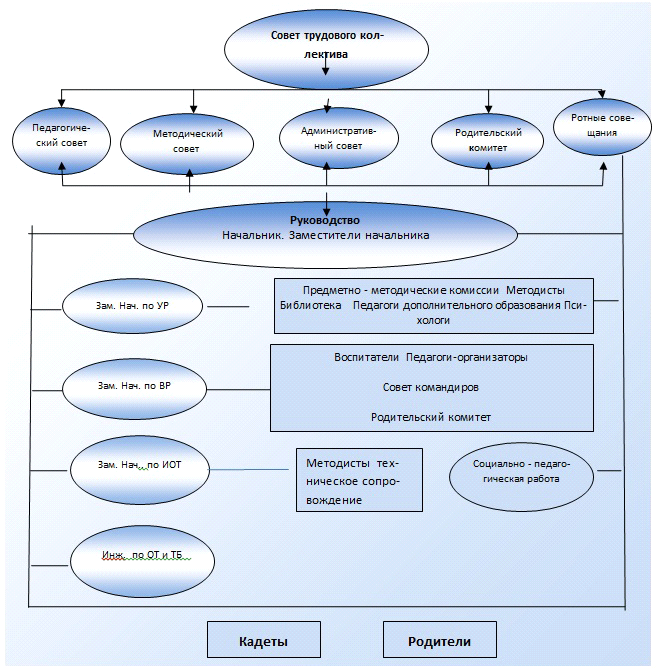 Совет трудового кол-
лектива
Педагогиче-
ский совет
Методический
совет
Административ-
ный совет
Родительский
комитет
Ротные сове-
щания
Руководство
Начальник. Заместители начальника
Зам. Нач. по УР
Предметно - методические комиссии Методисты
Библиотека Педагоги дополнительного образования Пси-
хологи
Зам. Нач. по ВР
Воспитатели Педагоги-организаторы
Совет командиров
Родительский комитет
Зам. Нач.. по ИОТ
Методисты тех-
ническое сопро-
вождение
Социально - педаго-
гическая работа
Инж. по ОТ и ТБ
Кадеты
Родители